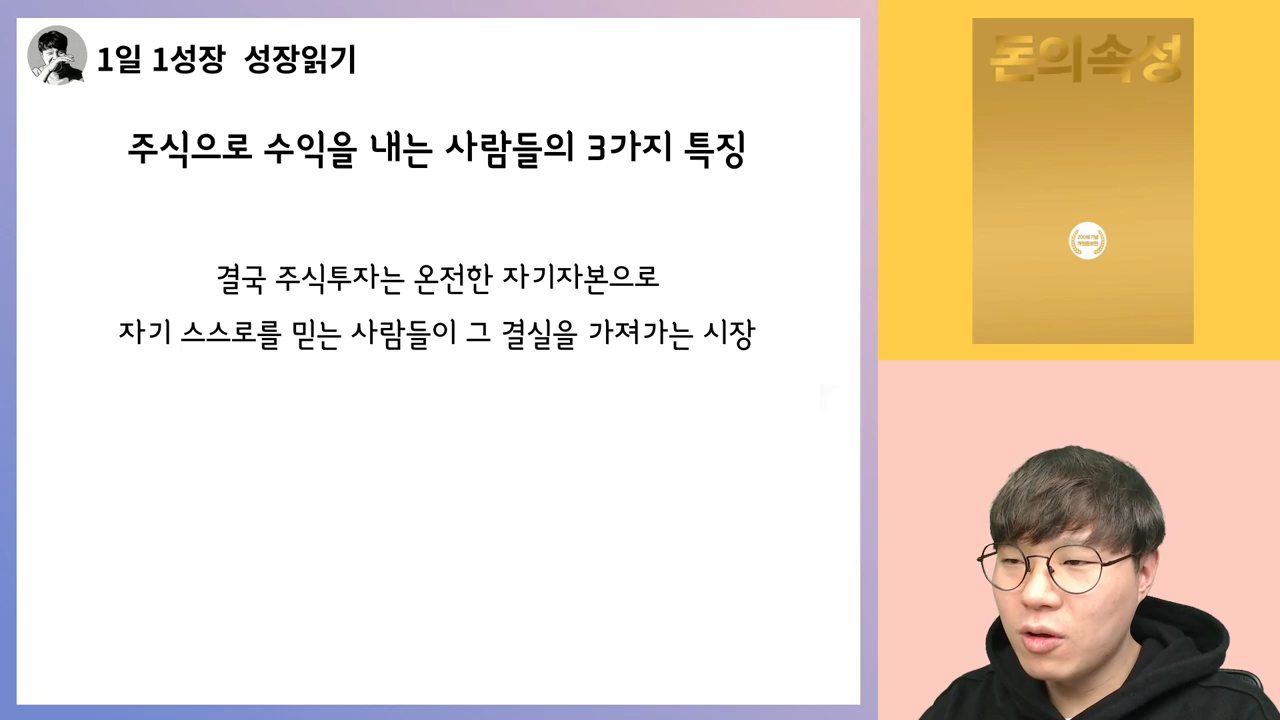 1일 1성장 성장읽기
주식으로 수익을 내는 사람들의 3가지 특징
결국 주식투자는 온전한 자기자본으로
자기 스스로를 믿는 사람들이 그 결실을 가져가는 시장
돈의 속성